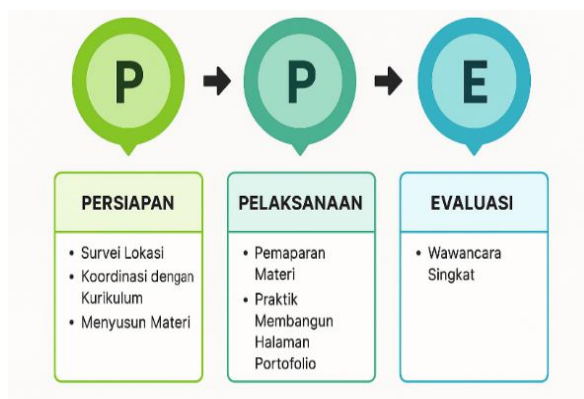 P
P
E
PERSIAPAN
• Survei Lokasi
• Koordinasi dengan
Kurikulum
• Menyusun Materi
PELAKSANAAN
• Pemaparan
Materi
• Praktik
Membangun
Halaman
Portofolio
EVALUASI
• Wawancara
Singkat